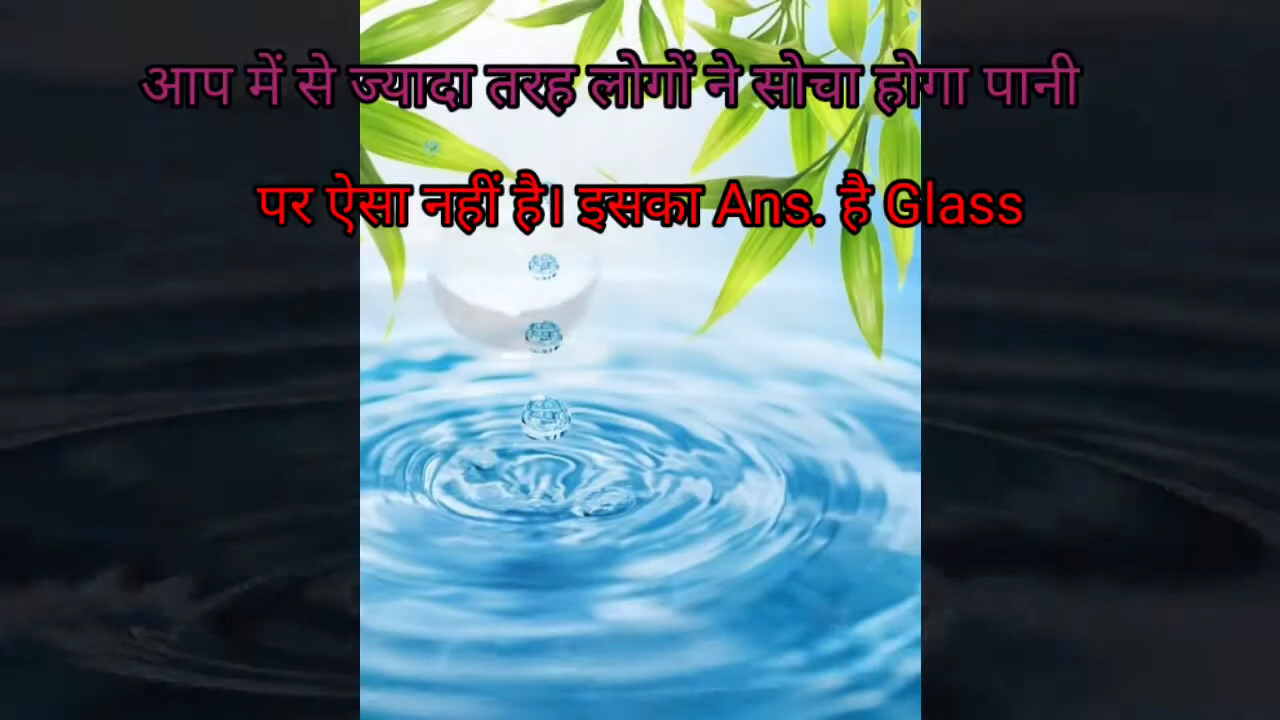 आप में से ज्यादा तरह लोगों ने सोचा होगा पानी
पर ऐसा नहीं है। इसका Ans. है Glass